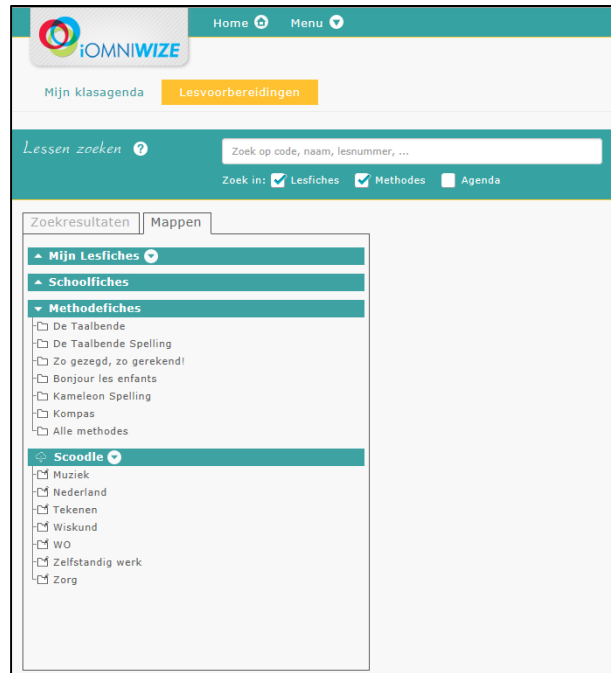 Home Menu
iOMNIWIZE
Mijn klasagenda Lesvoorbereidingen
Lessen zoeken ?
Zoek op code, naam, lesnummer, ...
Zoek in: Lesfiches Methodes Agenda
Zoekresultaten Mappen
Mijn Lesfiches
Schoolfiches
Methodefiches
De Taalbende
De Taalbende Spelling
Zo gezegd, zo gerekend!
Bonjour les enfants
Kameleon Spelling
Kompas
Alle methodes
Scoodle
Muziek
Nederland
Tekenen
Wiskund
WO
Zelfstandig werk
Zorg